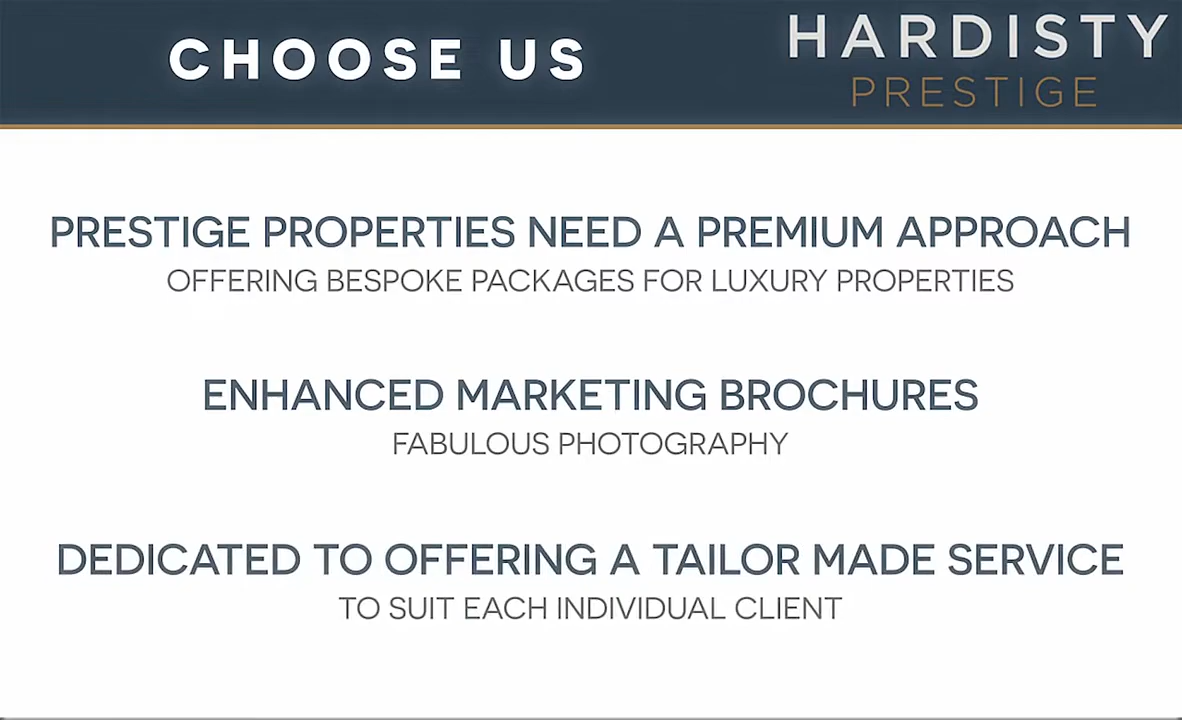 CHOOSE US
HARDISTY
PRESTIGE
PRESTIGE PROPERTIES NEED A PREMIUM APPROACH
OFFERING BESPOKE PACKAGES FOR LUXURY PROPERTIES
ENHANCED MARKETING BROCHURES
FABULOUS PHOTOGRAPHY
DEDICATED TO OFFERING A TAILOR MADE SERVICE
TO SUIT EACH INDIVIDUAL CLIENT